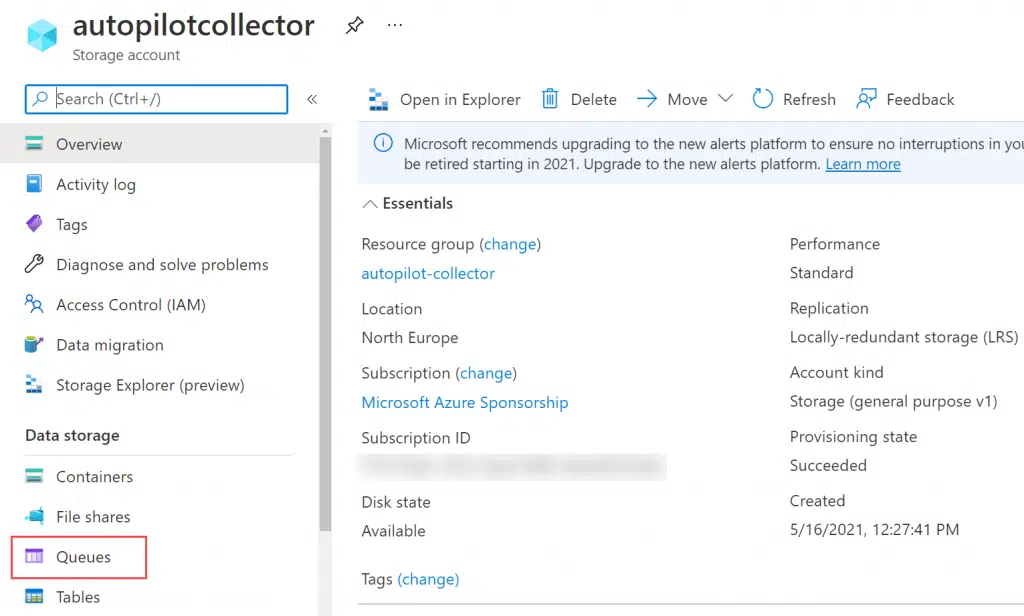 autopilotcollector
Storage account
Search (Ctrl+/)
Overview
Activity log
Tags
Diagnose and solve problems
Access Control (IAM)
Data migration
Storage Explorer (preview)
Data storage
Containers
File shares
Queues
Tables
Open in Explorer
Delete
Move
Refresh
Feedback
Microsoft recommends upgrading to the new alerts platform to ensure no interruptions in you
be retired starting in 2021. Upgrade to the new alerts platform. Learn more
Essentials
Resource group (change)
autopilot-collector
Location
North Europe
Subscription (change)
Microsoft Azure Sponsorship
Subscription ID
Disk state
Available
Tags (change)
Performance
Standard
Replication
Locally-redundant storage (LRS)
Account kind
Storage (general purpose v1)
Provisioning state
Succeeded
Created
5/16/2021, 12:27:41 PM